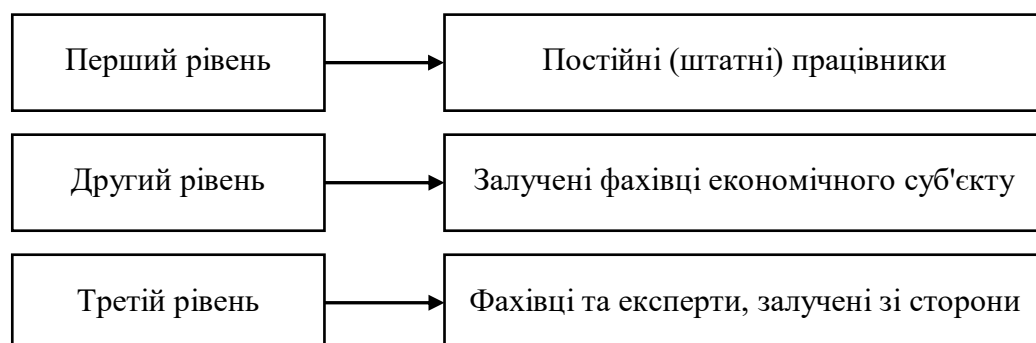 Перший рівень
Постійні (штатні) працівники
Другий рівень
Залучені фахівці економічного суб'єкту
Третій рівень
Фахівці та експерти, залучені зі сторони